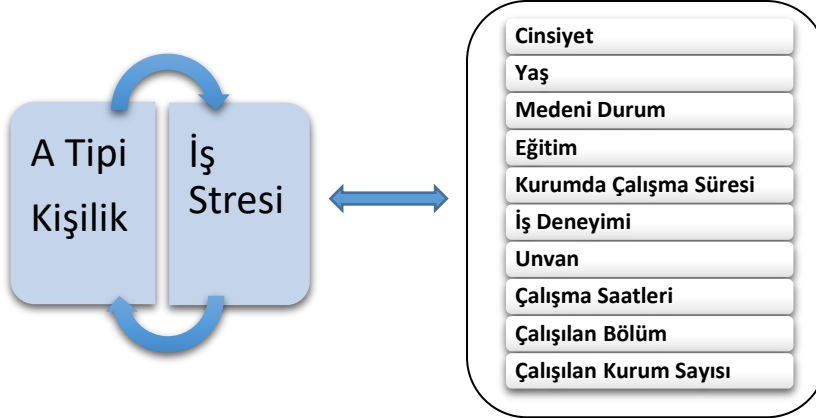 A Tipi
Kişilik
İş
Stresi
Cinsiyet
Yaş
Medeni Durum
Eğitim
Kurumda Çalışma Süresi
İş Deneyimi
Unvan
Çalışma Saatleri
Çalışılan Bölüm
Çalışılan Kurum Sayısı